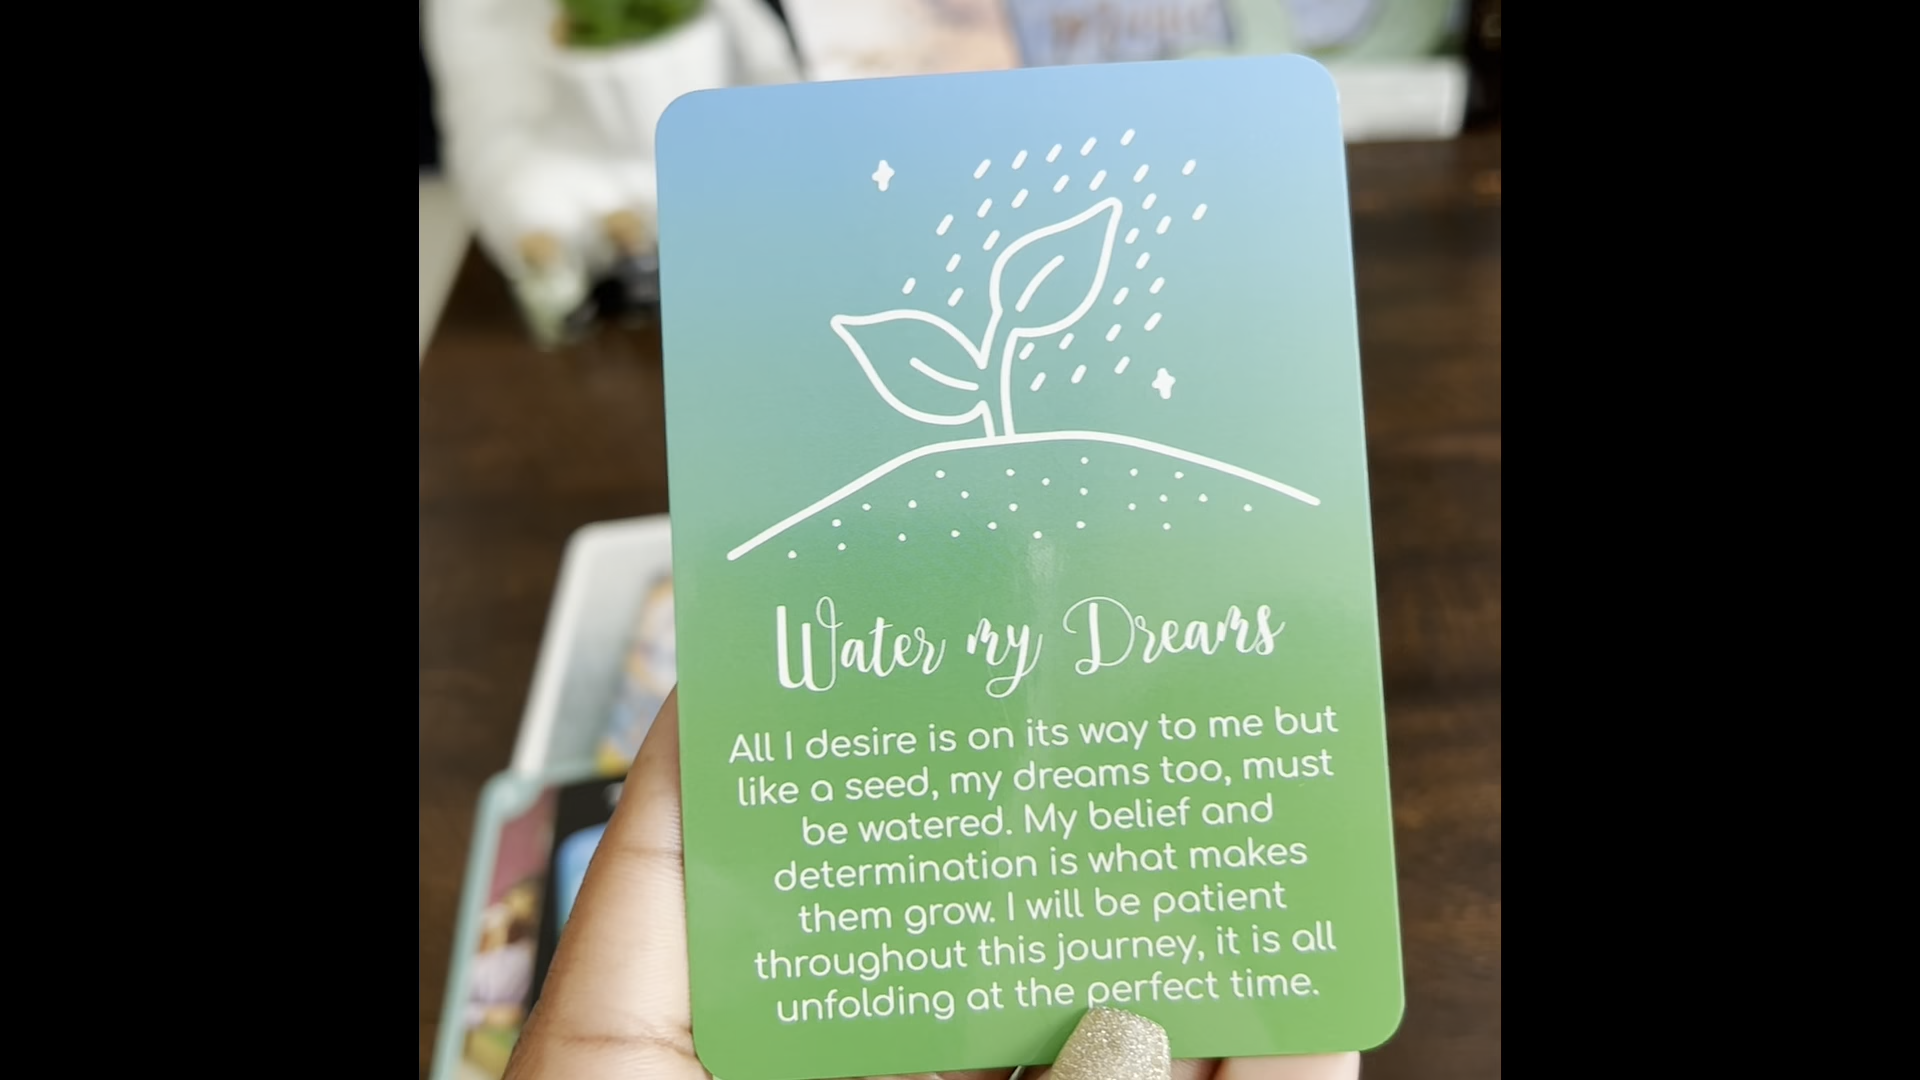 Water my Dreams
All I desire is on its way to me but
like a seed, my dreams too, must
be watered. My belief and
determination is what makes
them grow. I will be patient
throughout this journey, it is all
unfolding at the perfect time.